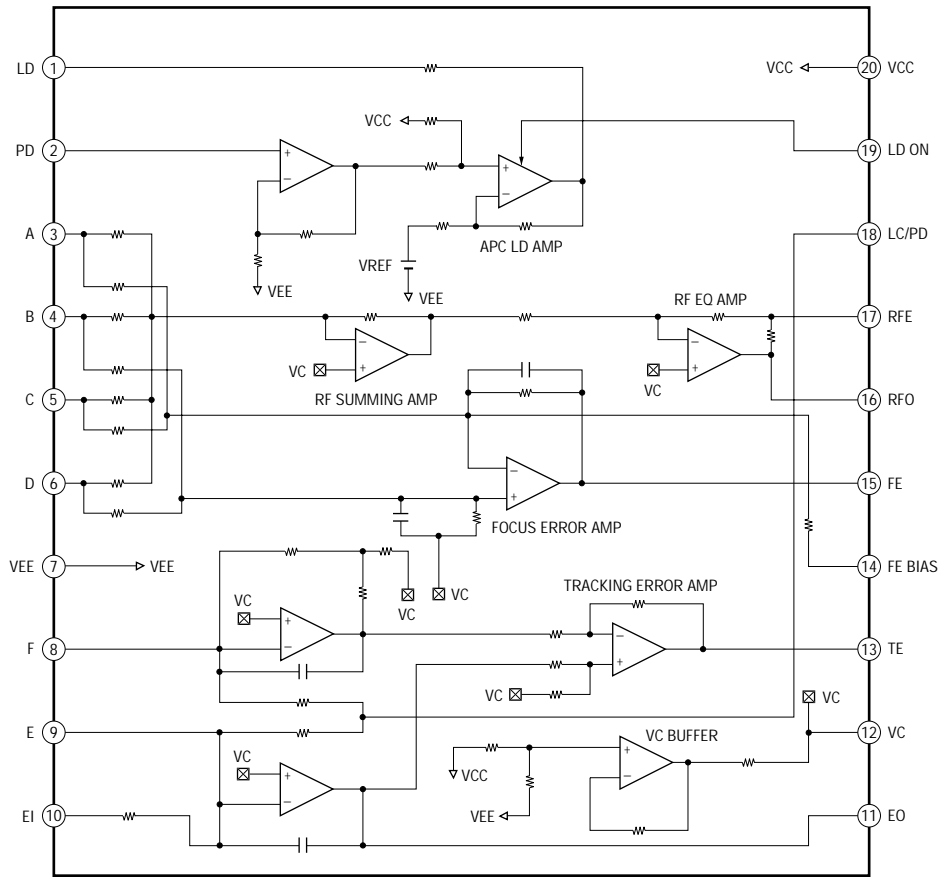 LD 1
20 VCC
VCC
VCC
PD 2
19 LD ON
A 3
18 LC/PD
APC LD AMP
VREF
VEE
VEE
RF EQ AMP
B 4
17 RFE
VC
VC
RF SUMMING AMP
C 5
16 RFO
D 6
15 FE
FOCUS ERROR AMP
VEE 7
VEE
14 FE BIAS
VC
VC
VC
TRACKING ERROR AMP
F 8
13 TE
VC
VC
E 9
12 VC
VC BUFFER
VC
VCC
VEE
EI 10
11 EO